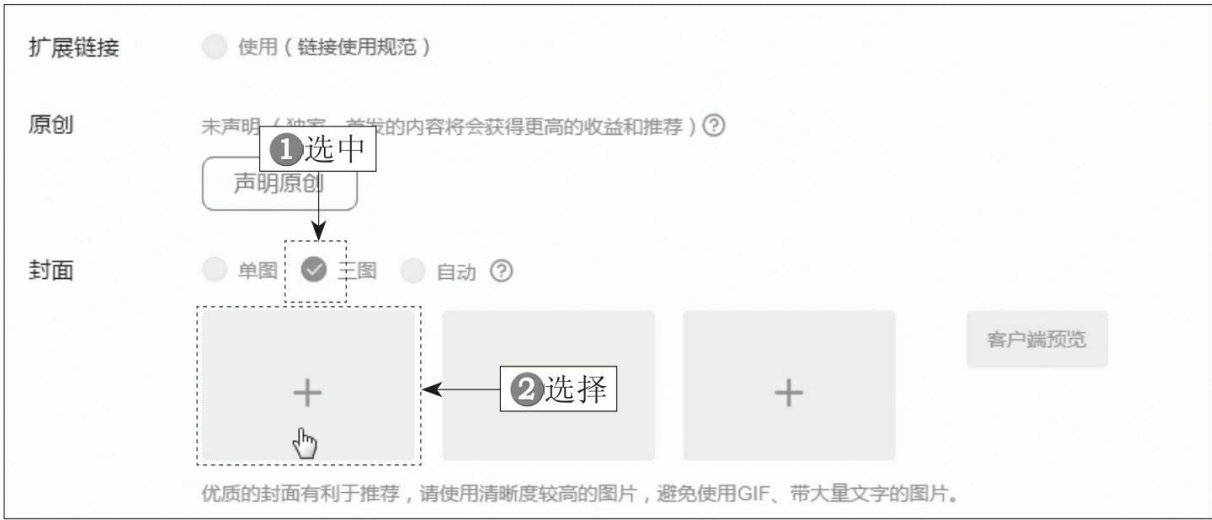 扩展链接 使用(链接使用规范)
原创 未声明(独家、首发的内容将会获得更高的收益和推荐)?
❶选中
声明原创
封面 单图 三图 自动 ?
客户端预览
❷选择
优质的封面有利于推荐,请使用清晰度较高的图片,避免使用GIF、带大量文字的图片。